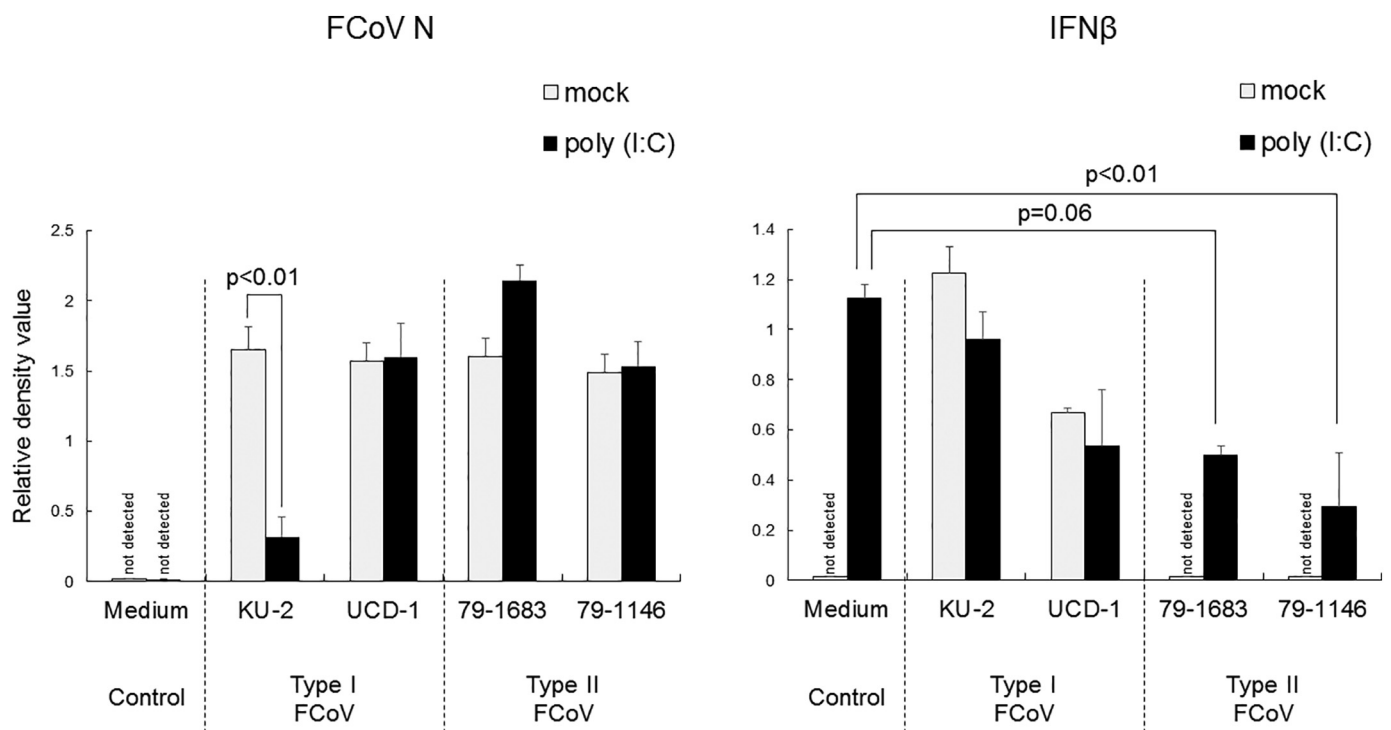 FCoV N
mock
poly (I:C)
Relative density value
2.5
2
1.5
1
0.5
0
p<0.01
not detected
not detected
Medium
KU-2
UCD-1
79-1683
79-1146
Control
Type I
FCoV
Type II
FCoV
IFNβ
mock
poly (I:C)
p<0.01
p=0.06
1.4
1.2
1
0.8
0.6
0.4
0.2
0
not detected
not detected
not detected
Medium
KU-2
UCD-1
79-1683
79-1146
Control
Type I
FCoV
Type II
FCoV